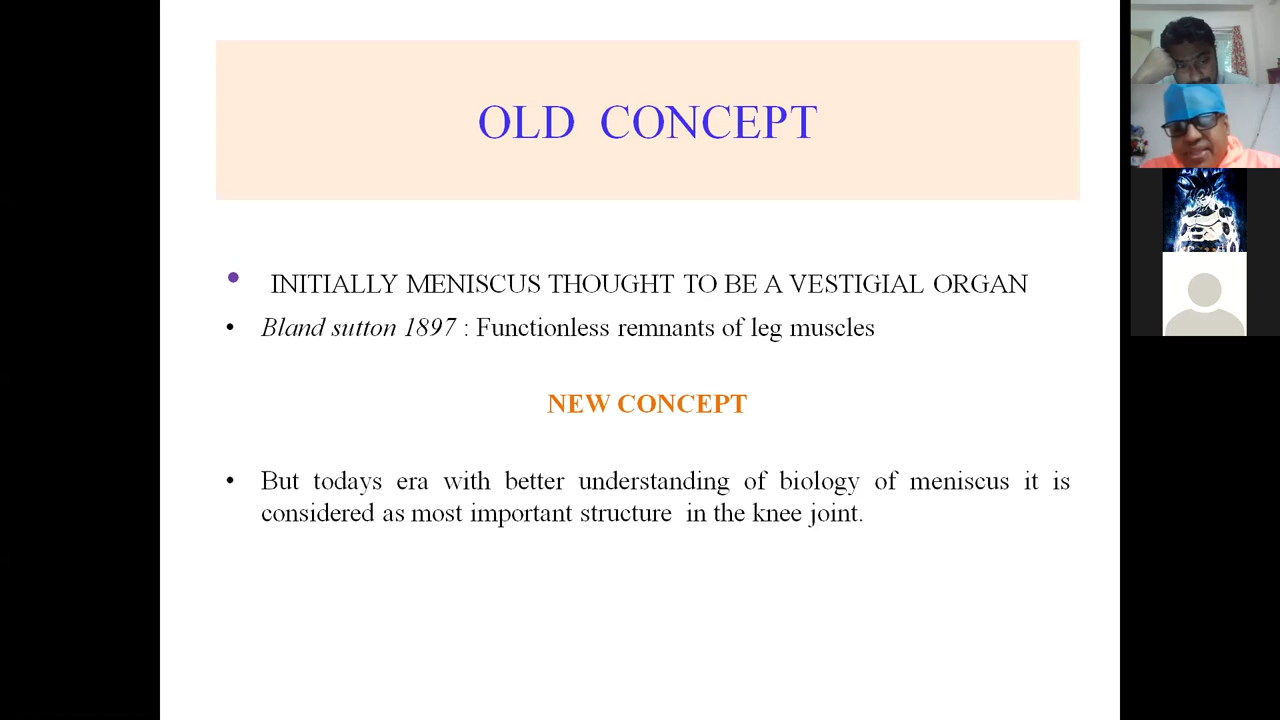 OLD CONCEPT
• INITIALLY MENISCUS THOUGHT TO BE A VESTIGIAL ORGAN
• Bland sutton 1897 : Functionless remnants of leg muscles
NEW CONCEPT
• But todays era with better understanding of biology of meniscus it is
considered as most important structure in the knee joint.